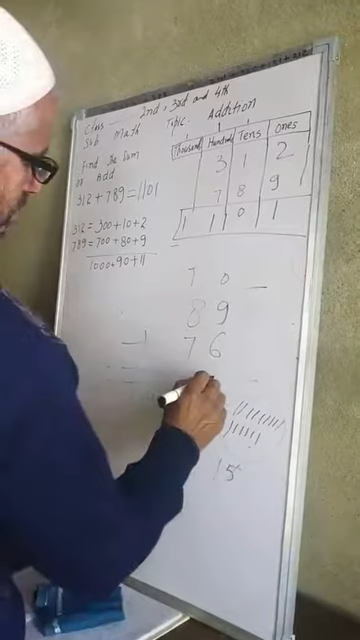 Class 2nd, 3rd and 4th
Sub Math Topic: Addition
Find the Sum
or Add
312 + 789 = 1101
312 = 300 + 10 + 2
789 = 700 + 80 + 9
1000 + 90 + 11
Thousand Hundred Tens Ones
3 1 2
7 8 9
1 1 0 1
7 0
8 9
7 6
15